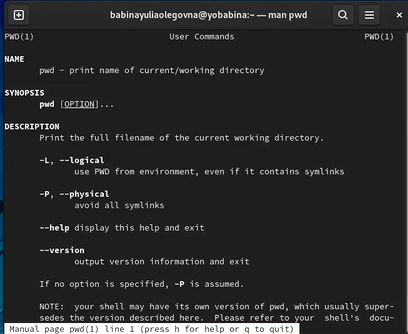 babinayuliaolegovna@yobabina:~ — man pwd
PWD(1) User Commands PWD(1)
NAME
pwd - print name of current/working directory
SYNOPSIS
pwd [OPTION]...
DESCRIPTION
Print the full filename of the current working directory.
-L, --logical
use PWD from environment, even if it contains symlinks
-P, --physical
avoid all symlinks
--help display this help and exit
--version
output version information and exit
If no option is specified, -P is assumed.
NOTE: your shell may have its own version of pwd, which usually super-
sedes the version described here. Please refer to your shell's docu-
Manual page pwd(1) line 1 (press h for help or q to quit)